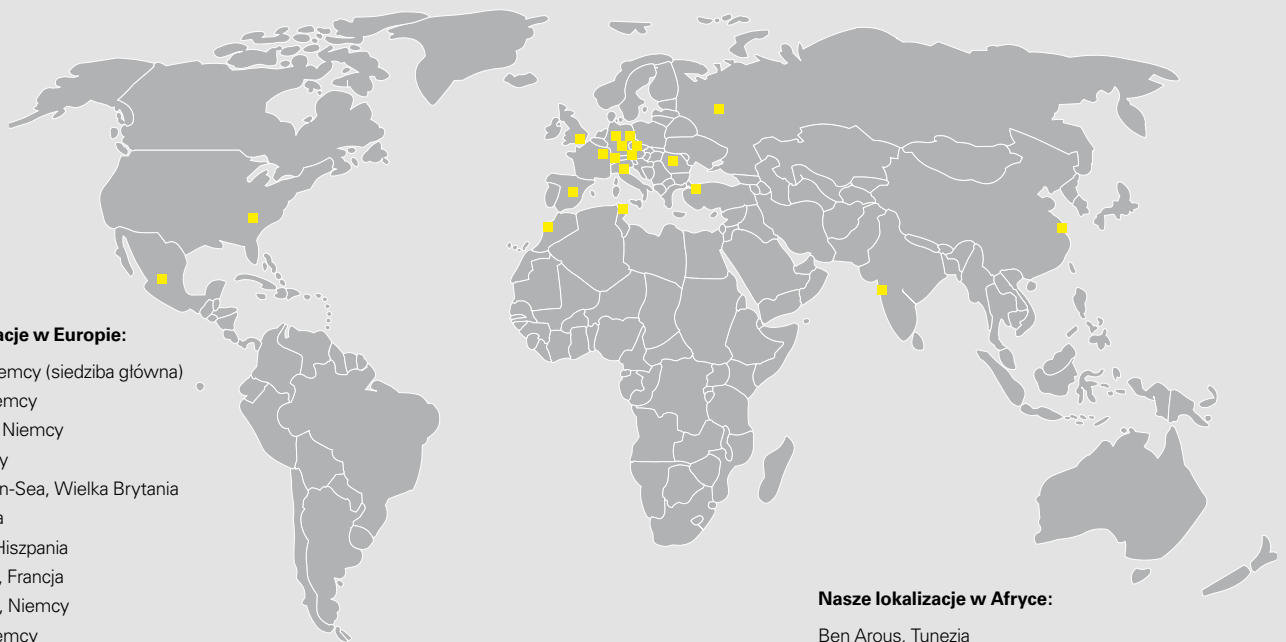 acje w Europie:
emcy (siedziba główna)
emcy
, Niemcy
y
n-Sea, Wielka Brytania
a
Hiszpania
, Francja
, Niemcy
emcy
Nasze lokalizacje w Afryce:
Ben Arous, Tunezja